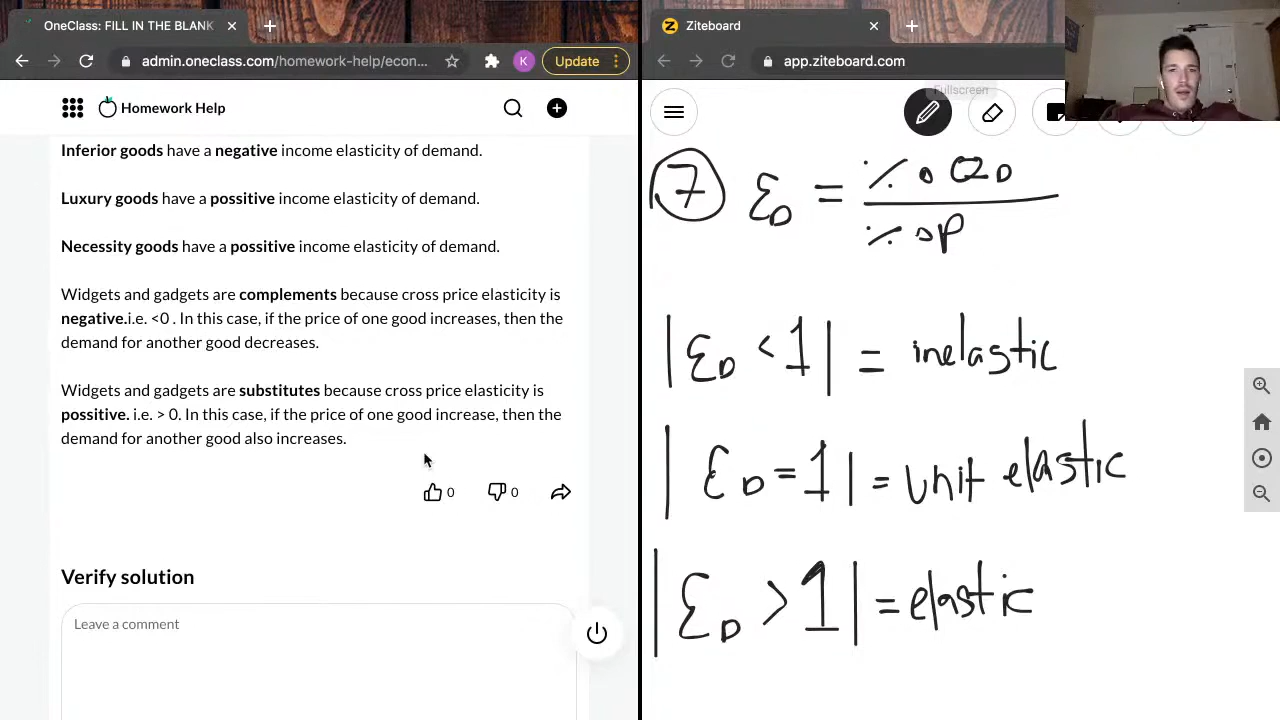 OneClass: FILL IN THE BLANK
Ziteboard
admin.oneclass.com/homework-help/econ...
K
Update
app.ziteboard.com
Fullscreen
Homework Help
Inferior goods have a negative income elasticity of demand.
Luxury goods have a possitive income elasticity of demand.
Necessity goods have a possitive income elasticity of demand.
Widgets and gadgets are complements because cross price elasticity is
negative.i.e. <0 . In this case, if the price of one good increases, then the
demand for another good decreases.
Widgets and gadgets are substitutes because cross price elasticity is
possitive. i.e. > 0. In this case, if the price of one good increase, then the
demand for another good also increases.
0 0
Verify solution
Leave a comment
7 ε_D = %ΔQD / %ΔP
|ε_D < 1| = inelastic
|ε_D = 1| = unit elastic
|ε_D > 1| = elastic